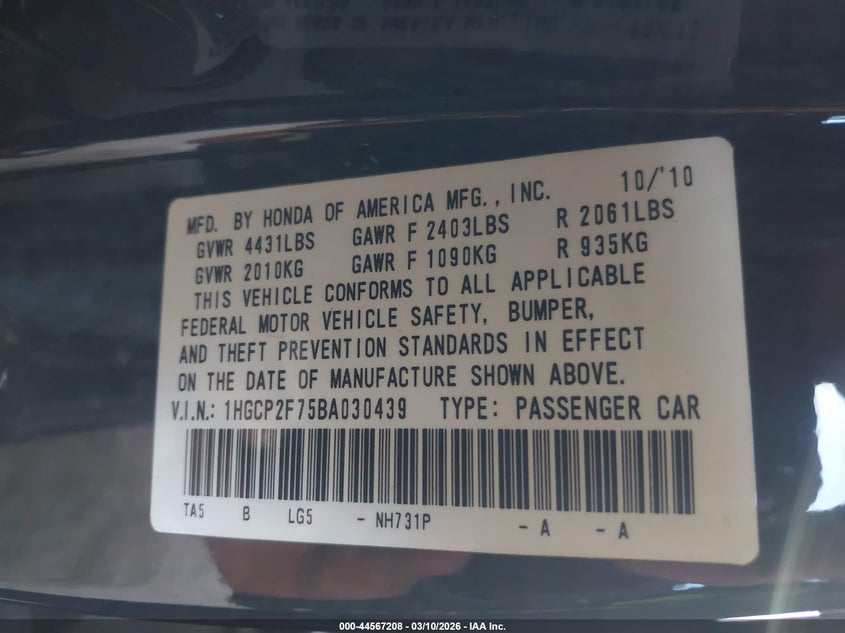 MFD. BY HONDA OF AMERICA MFG., INC. 10/'10
GVWR 4431LBS GAWR F 2403LBS R 2061LBS
GVWR 2010KG GAWR F 1090KG R 935KG
THIS VEHICLE CONFORMS TO ALL APPLICABLE
FEDERAL MOTOR VEHICLE SAFETY, BUMPER,
AND THEFT PREVENTION STANDARDS IN EFFECT
ON THE DATE OF MANUFACTURE SHOWN ABOVE.
V.I.N.: 1HGCP2F75BA030439 TYPE: PASSENGER CAR
TA5 B LG5 - NH731P - A - A
000-44567208 - 03/10/2026 - IAA Inc.